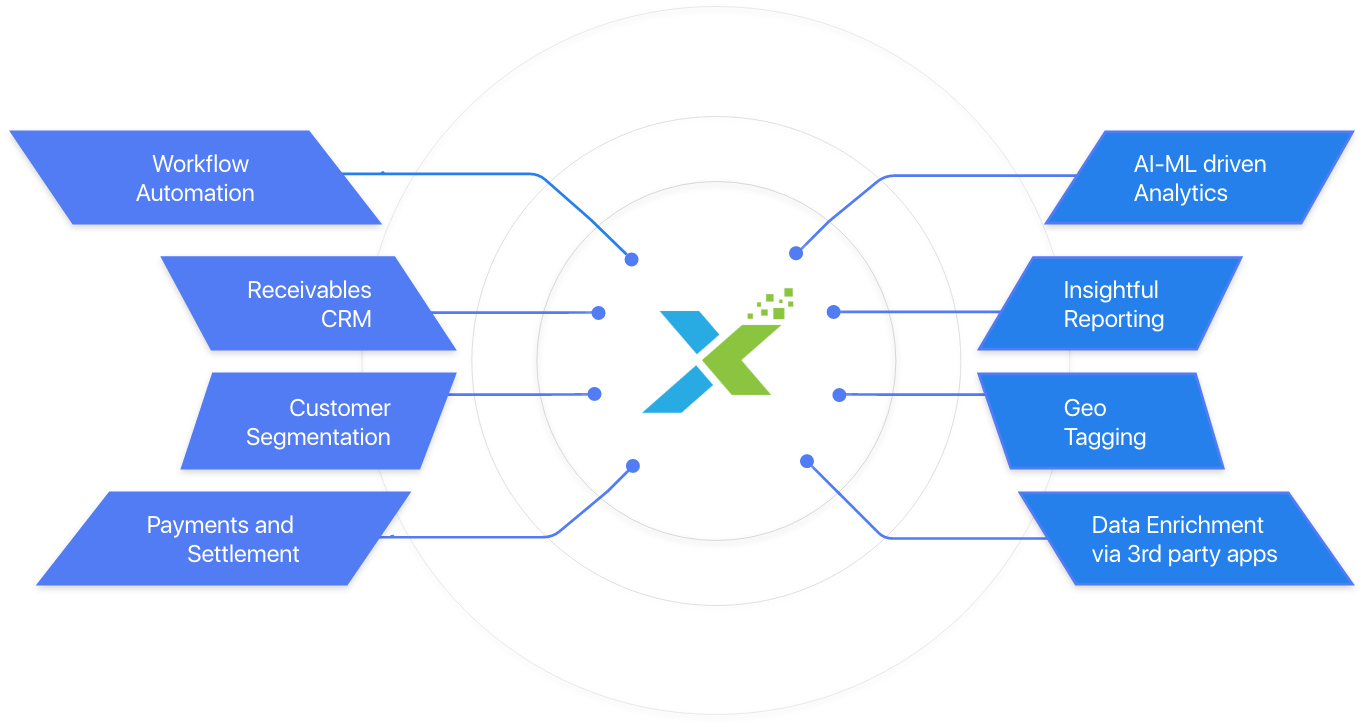 Workflow
Automation
Receivables
CRM
Customer
Segmentation
Payments and
Settlement
AI-ML driven
Analytics
Insightful
Reporting
Geo
Tagging
Data Enrichment
via 3rd party apps